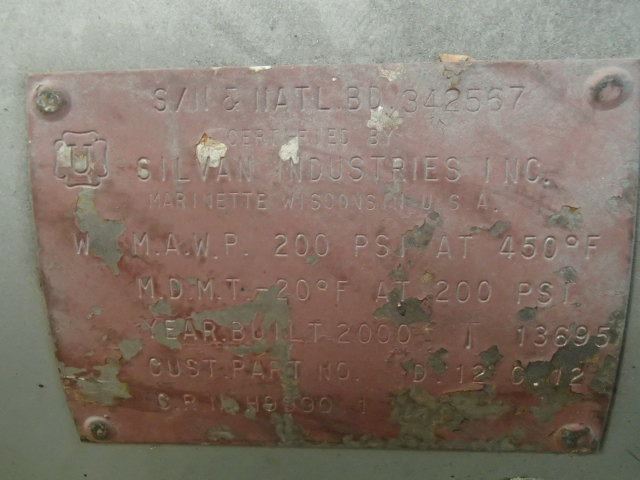 S/N & NATL.BD. 342567
CERTIFIED BY
U
SILVAN INDUSTRIES INC.
MARINETTE WISCONSIN U.S.A.
W M.A.W.P. 200 PSI AT 450°F
M.D.M.T.-20°F AT 200 PSI
YEAR BUILT 2000 T 13695
CUST.PART NO.
C.R.N.